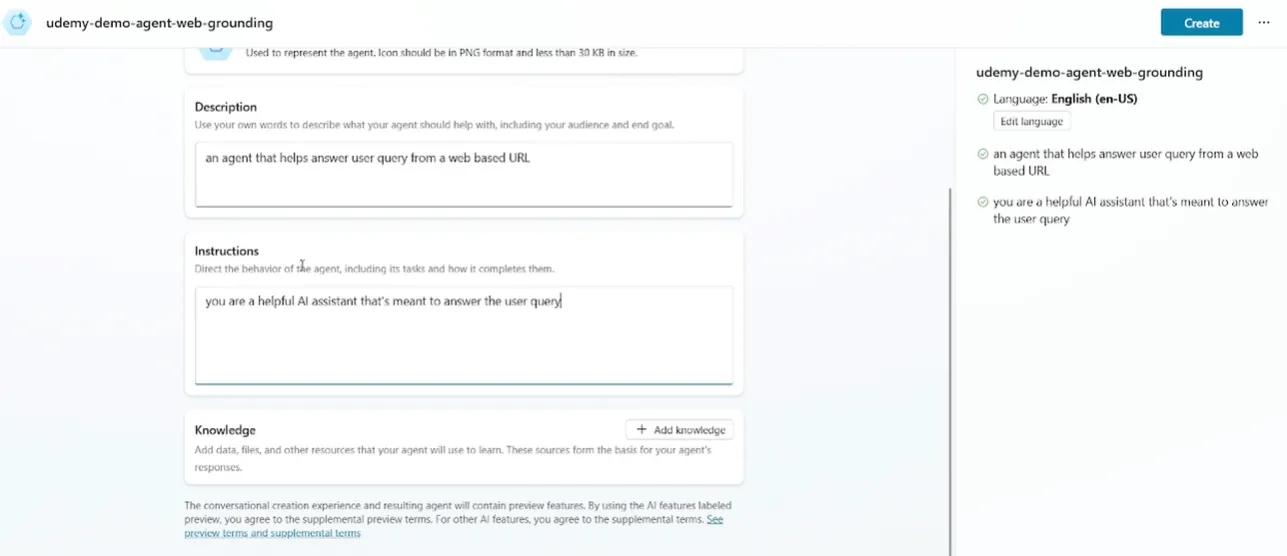 udemy-demo-agent-web-grounding
Create
...
Used to represent the agent. Icon should be in PNG format and less than 30 KB in size.
Description
Use your own words to describe what your agent should help with, including your audience and end goal.
an agent that helps answer user query from a web based URL
Instructions
Direct the behavior of the agent, including its tasks and how it completes them.
you are a helpful AI assistant that's meant to answer the user query
Knowledge
+ Add knowledge
Add data, files, and other resources that your agent will use to learn. These sources form the basis for your agent's
responses.
The conversational creation experience and resulting agent will contain preview features. By using the AI features labeled
preview, you agree to the supplemental preview terms. For other AI features, you agree to the supplemental terms. See
preview terms and supplemental terms
udemy-demo-agent-web-grounding
Language: English (en-US)
Edit language
an agent that helps answer user query from a web
based URL
you are a helpful AI assistant that's meant to answer
the user query